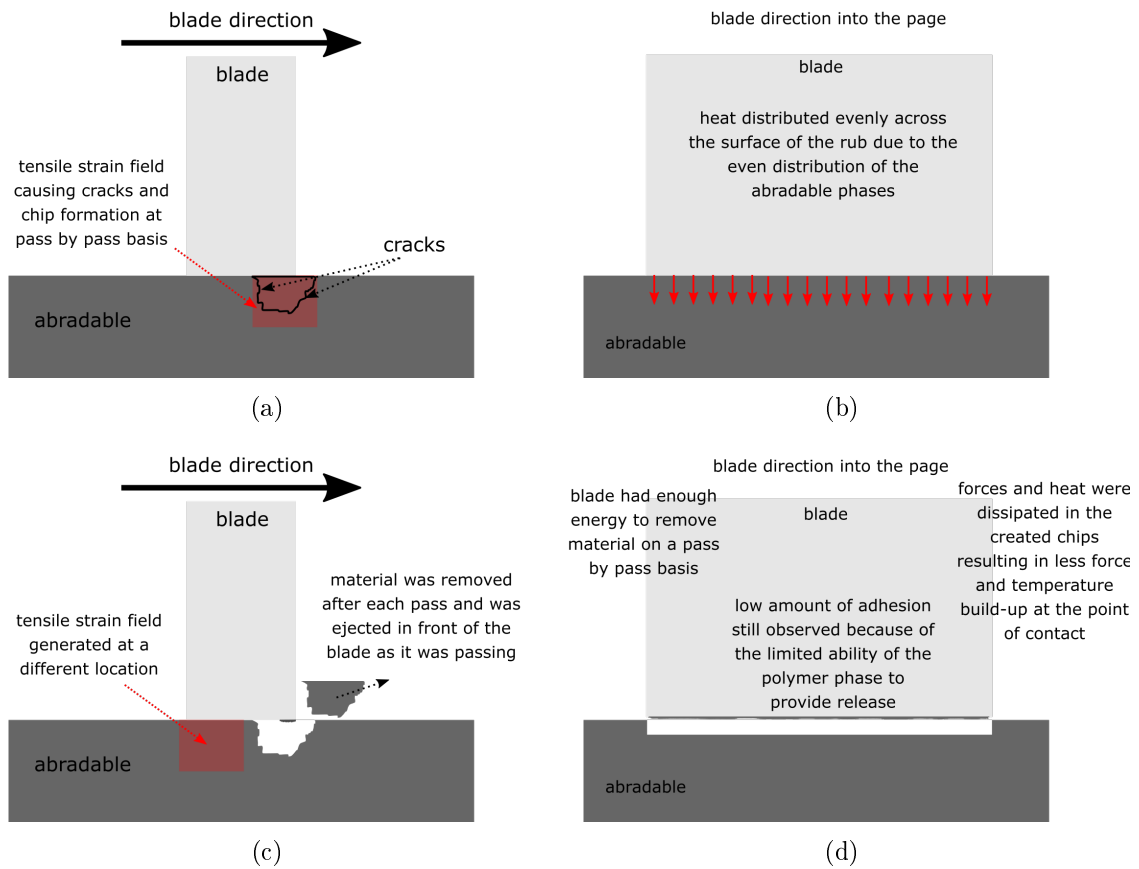 blade direction
blade
tensile strain field
causing cracks and
chip formation at
pass by pass basis
cracks
abradable
(a)
blade direction into the page
blade
heat distributed evenly across
the surface of the rub due to the
even distribution of the
abradable phases
abradable
(b)
blade direction
blade
material was removed
after each pass and was
ejected in front of the
blade as it was passing
tensile strain field
generated at a
different location
abradable
(c)
blade direction into the page
blade had enough
energy to remove
material on a pass
by pass basis
blade
forces and heat were
dissipated in the
created chips
resulting in less force
and temperature
build-up at the point
of contact
low amount of adhesion
still observed because of
the limited ability of the
polymer phase to
provide release
abradable
(d)